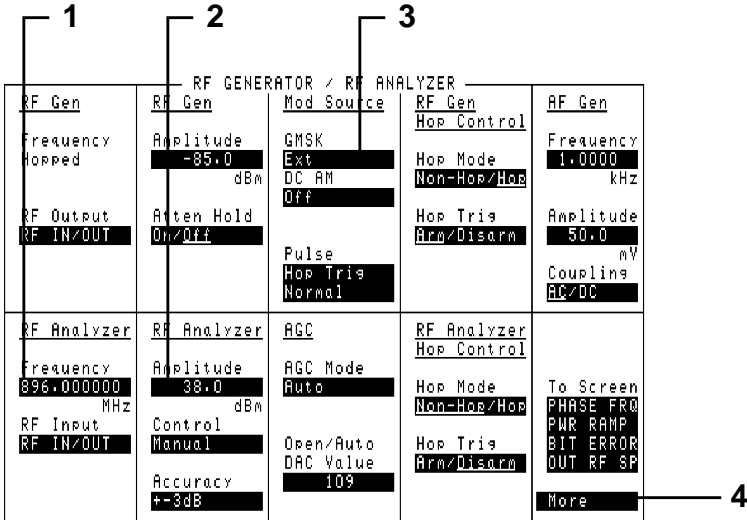 1 2 3
RF GENERATOR / RF ANALYZER
RF Gen
Frequency
Hopped
RF Output
RF IN/OUT
RF Gen
Amplitude
-85.0
dBm
Atten Hold
On/Off
Mod Source
GMSK
Ext
DC AM
Off
Pulse
Hop Trig
Normal
RF Gen
Hop Control
Hop Mode
Non-Hop/Hop
Hop Trig
Arm/Disarm
AF Gen
Frequency
1.0000
kHz
Amplitude
50.0
mV
Coupling
AC/DC
RF Analyzer
Frequency
896.000000
MHz
RF Input
RF IN/OUT
RF Analyzer
Amplitude
38.0
dBm
Control
Manual
Accuracy
+-3dB
AGC
AGC Mode
Auto
Open/Auto
DAC Value
109
RF Analyzer
Hop Control
Hop Mode
Non-Hop/Hop
Hop Trig
Arm/Disarm
To Screen
PHASE FRQ
PWR RAMP
BIT ERROR
OUT RF SP
More
4